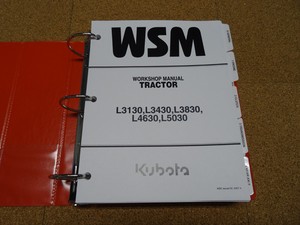 WSM
WORKSHOP MANUAL
TRACTOR
L3130,L3430,L3830,
L4630,L5030
Kubota